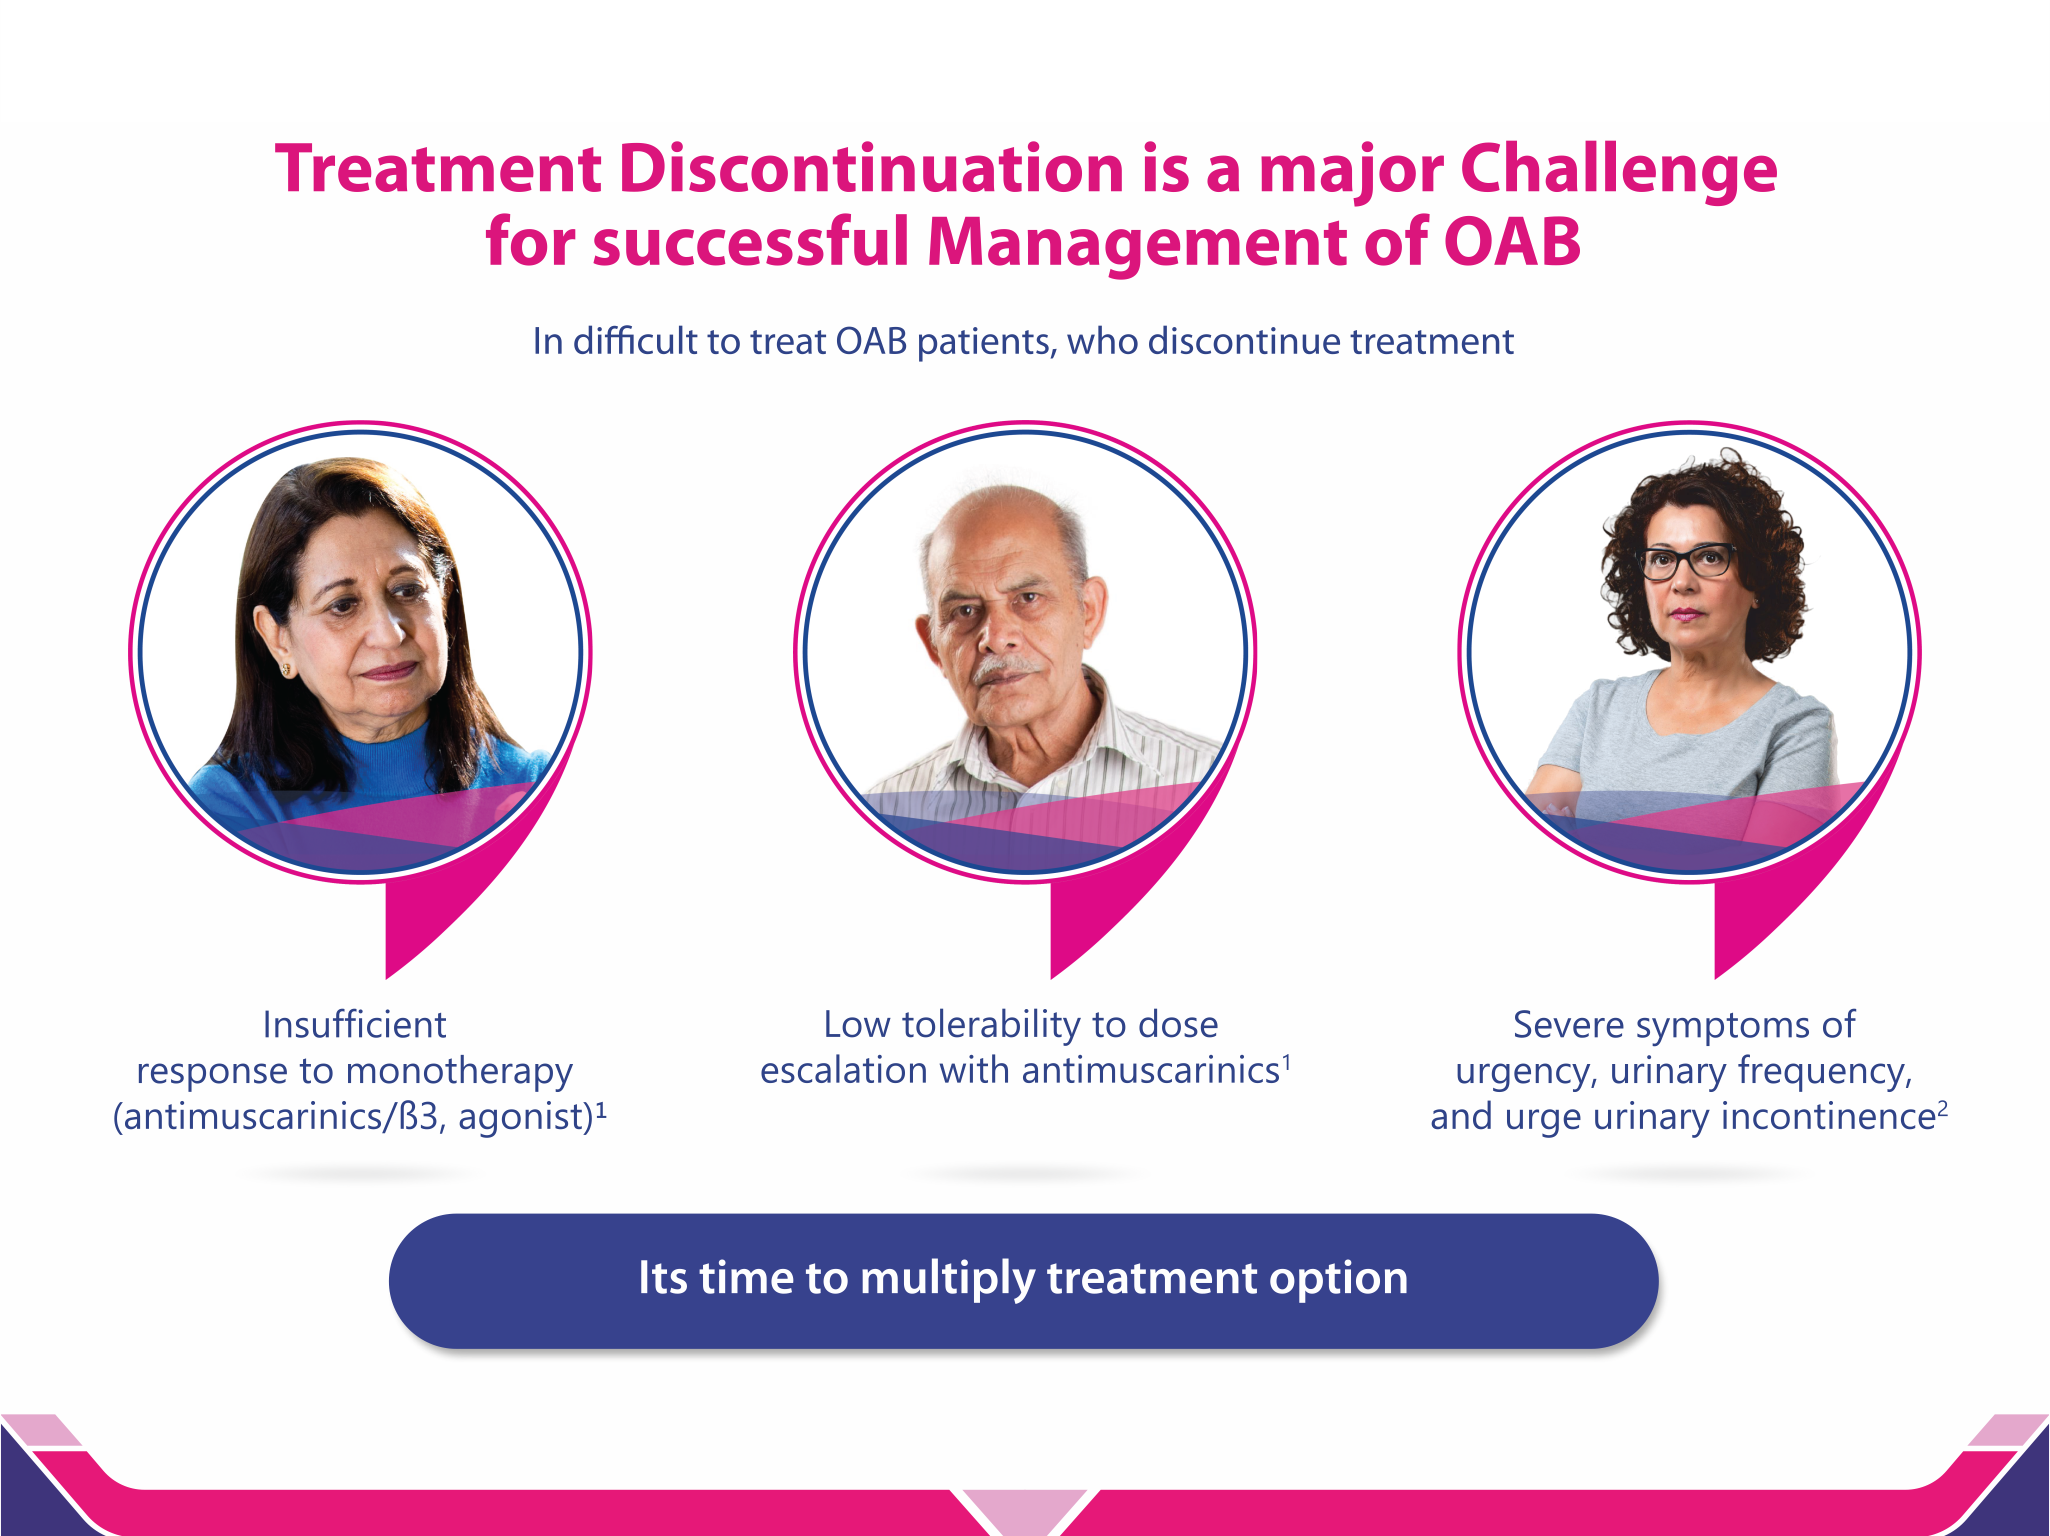 Treatment Discontinuation is a major Challenge
for successful Management of OAB
In difficult to treat OAB patients, who discontinue treatment
Insufficient
response to monotherapy
(antimuscarinics/ß3, agonist)¹
Low tolerability to dose
escalation with antimuscarinics¹
Severe symptoms of
urgency, urinary frequency,
and urge urinary incontinence²
Its time to multiply treatment option